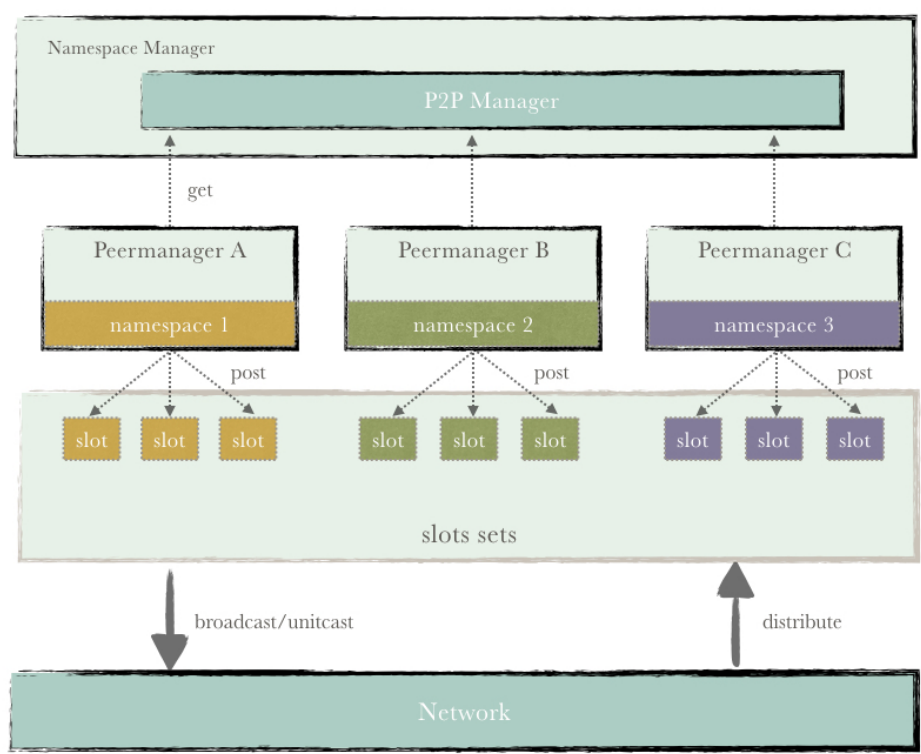 Namespace Manager
P2P Manager
get
Peermanager A
Peermanager B
Peermanager C
namespace 1
namespace 2
namespace 3
post
post
post
slot slot slot
slot slot slot
slot slot slot
slots sets
broadcast/unitcast
distribute
Network